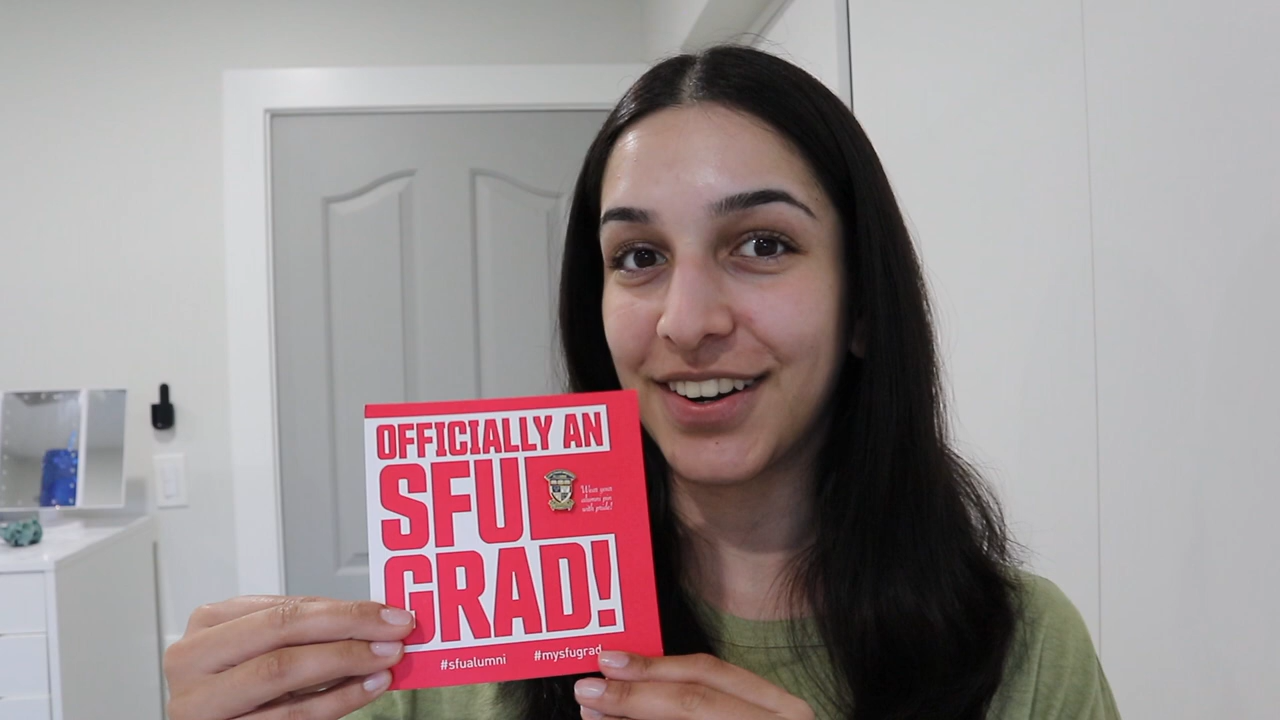 OFFICIALLY AN
SFU
Wear your
alumni pin
with pride!
GRAD!
#sfualumni #mysfugrad